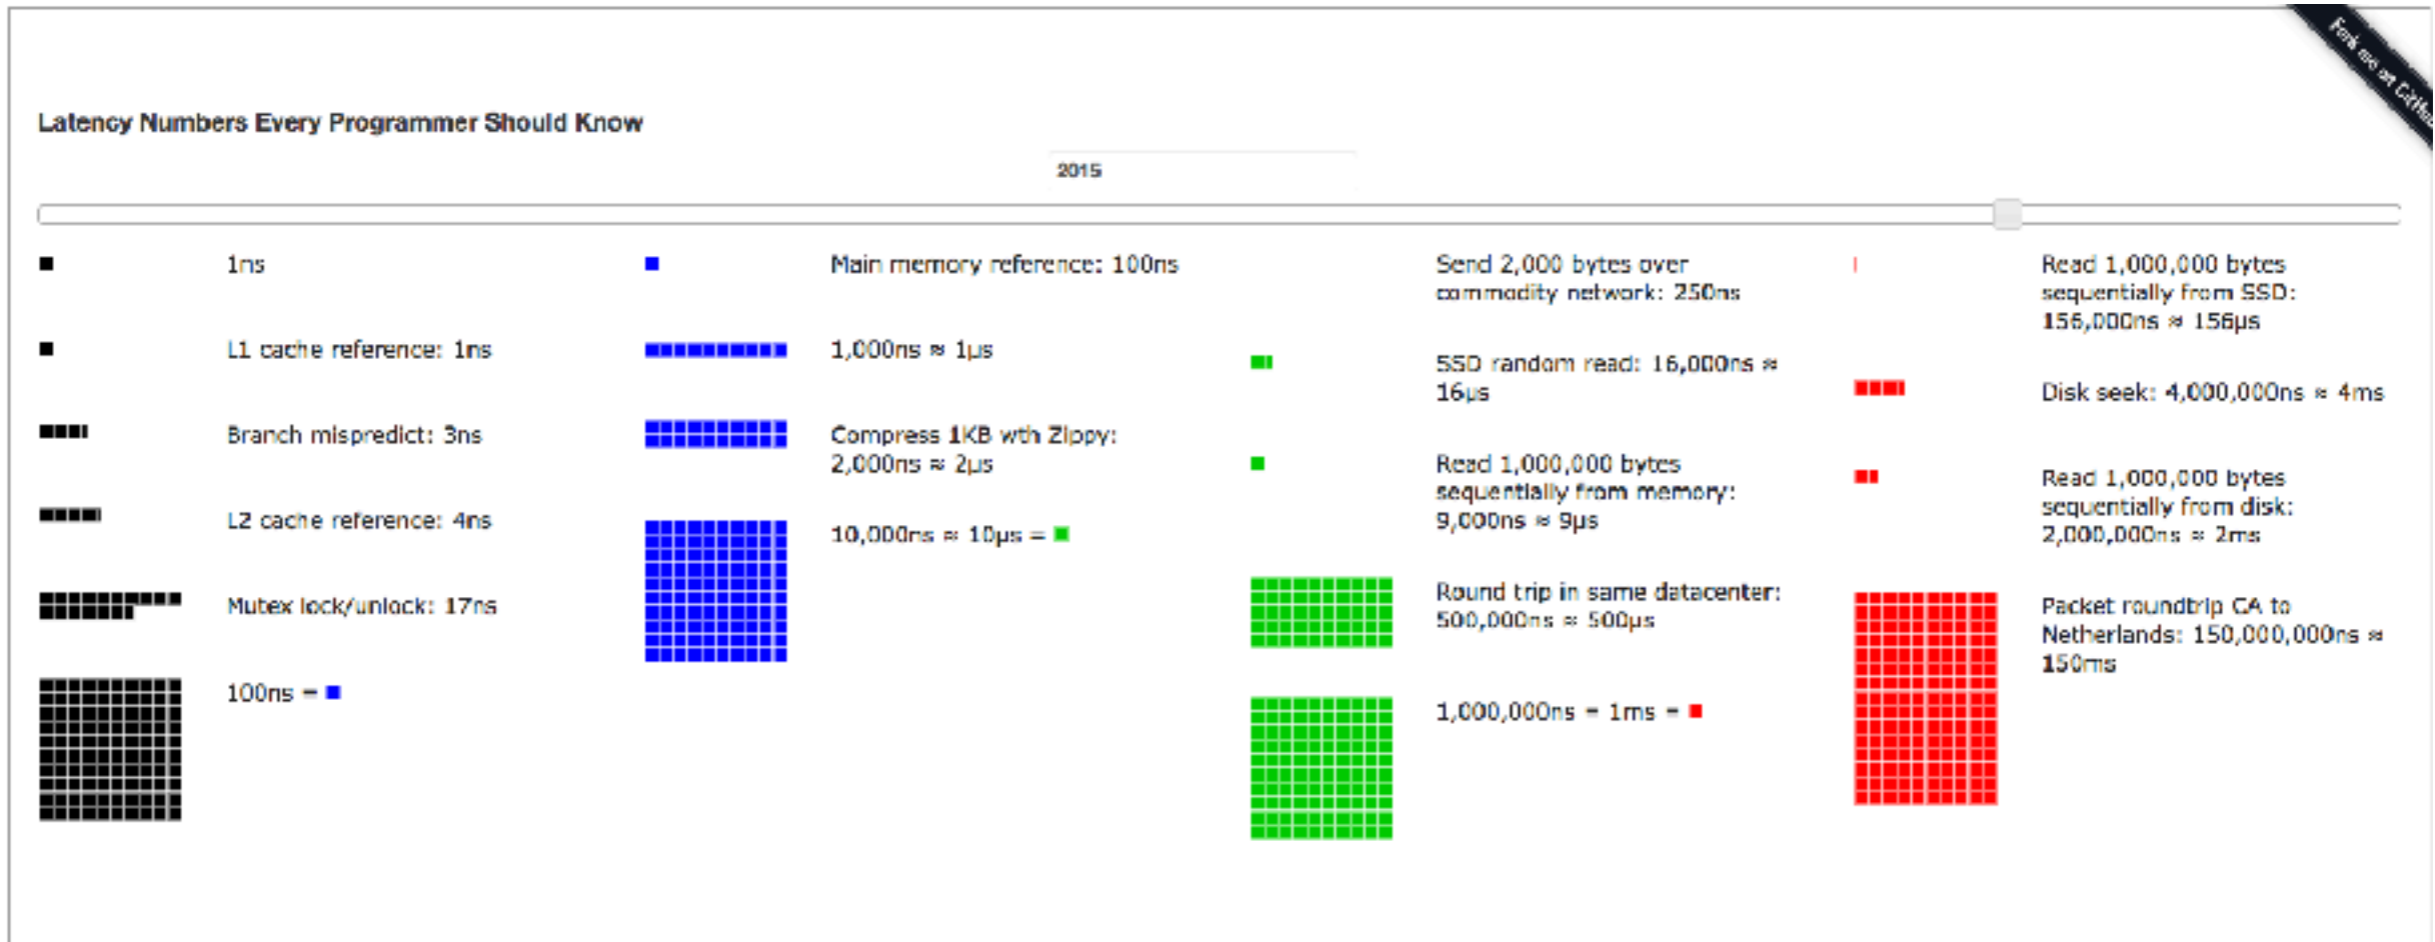 Fork me on GitHub
Latency Numbers Every Programmer Should Know
2015
1ns
L1 cache reference: 1ns
Branch mispredict: 3ns
L2 cache reference: 4ns
Mutex lock/unlock: 17ns
100ns =
Main memory reference: 100ns
1,000ns ≈ 1µs
Compress 1KB wth Zippy:
2,000ns ≈ 2µs
10,000ns ≈ 10µs =
Send 2,000 bytes over
commodity network: 250ns
SSD random read: 16,000ns ≈
16µs
Read 1,000,000 bytes
sequentially from memory:
9,000ns ≈ 9µs
Round trip in same datacenter:
500,000ns ≈ 500µs
1,000,000ns = 1ms =
Read 1,000,000 bytes
sequentially from SSD:
156,000ns ≈ 156µs
Disk seek: 4,000,000ns ≈ 4ms
Read 1,000,000 bytes
sequentially from disk:
2,000,000ns ≈ 2ms
Packet roundtrip CA to
Netherlands: 150,000,000ns ≈
150ms